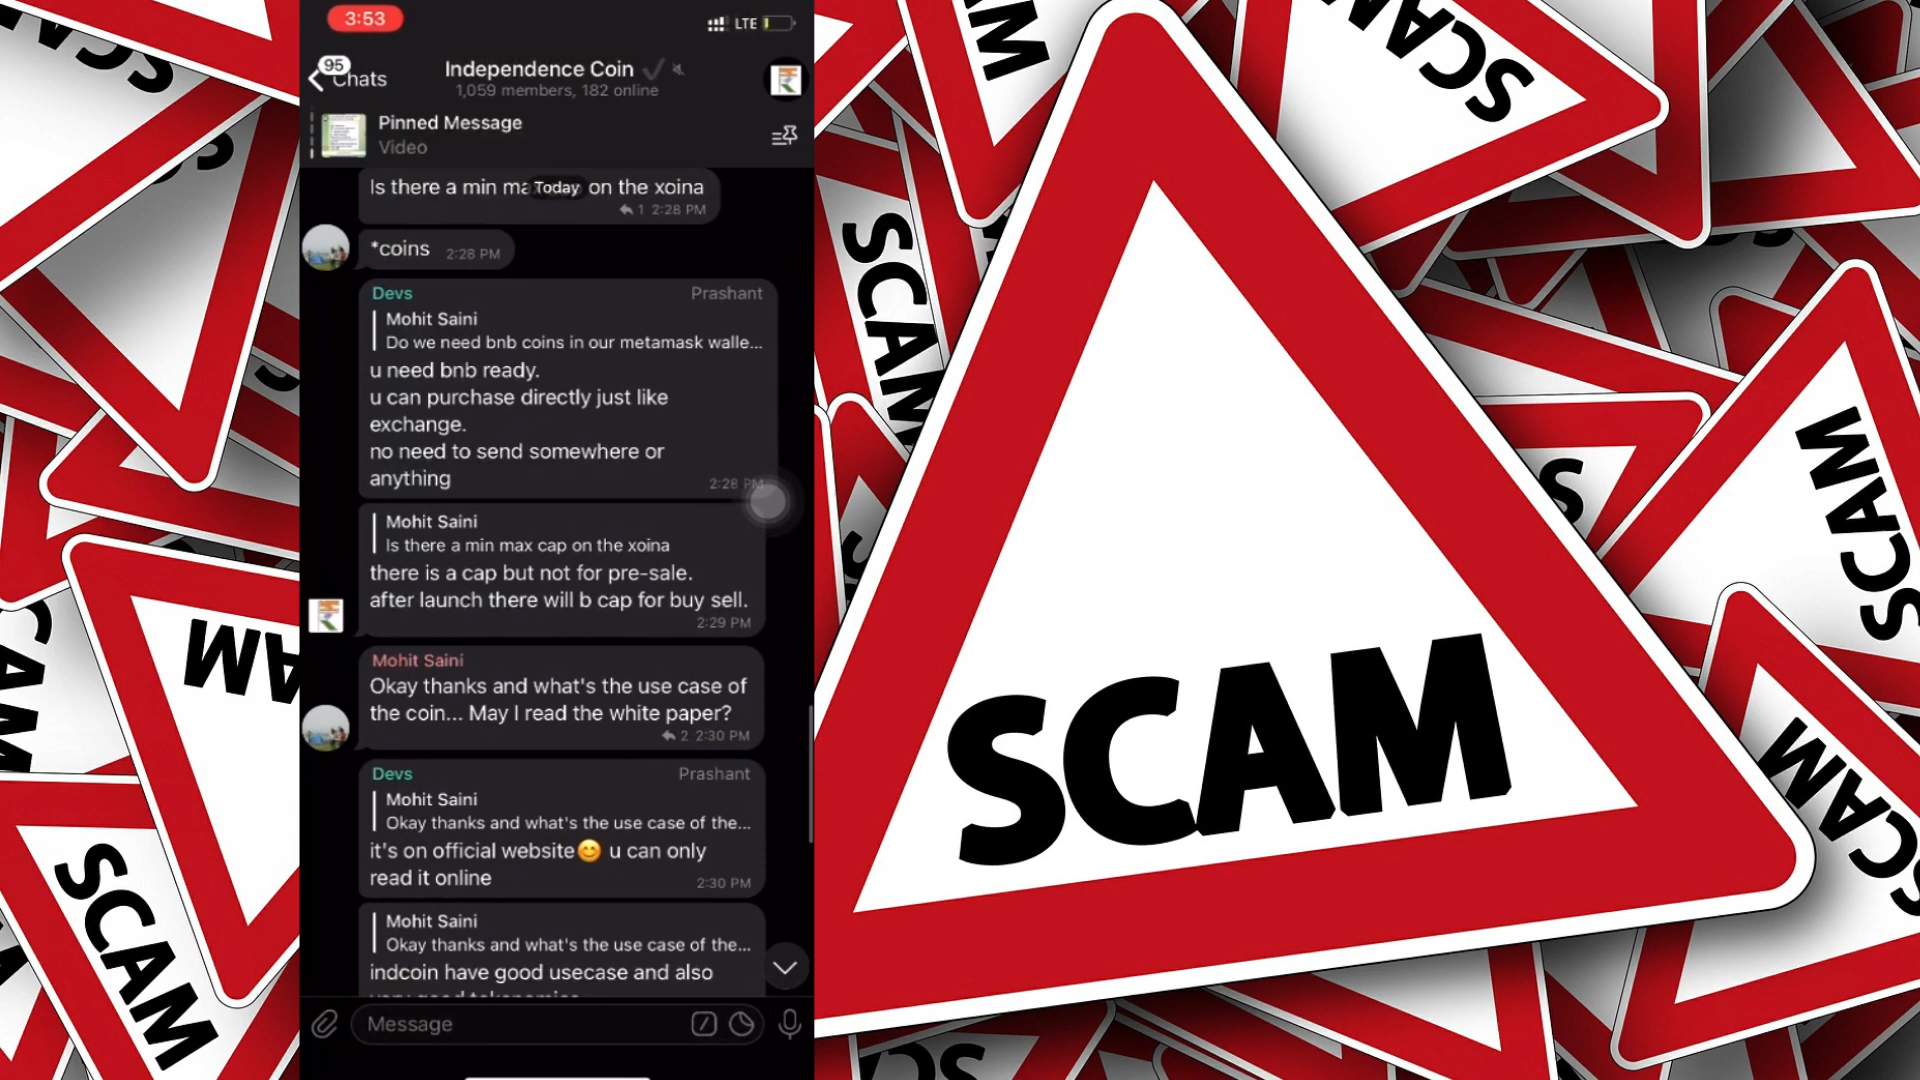 3:53
LTE
95
Chats
Independence Coin
1,059 members, 182 online
Pinned Message
Video
Is there a min ma Today on the xoina
1 2:28 PM
*coins 2:28 PM
Devs Prashant
Mohit Saini
Do we need bnb coins in our metamask walle...
u need bnb ready.
u can purchase directly just like
exchange.
no need to send somewhere or
anything
2:28 PM
Mohit Saini
Is there a min max cap on the xoina
there is a cap but not for pre-sale.
after launch there will b cap for buy sell.
2:29 PM
Mohit Saini
Okay thanks and what's the use case of
the coin... May I read the white paper?
2 2:30 PM
Devs Prashant
Mohit Saini
Okay thanks and what's the use case of the...
it's on official website😊 u can only
read it online
2:30 PM
Mohit Saini
Okay thanks and what's the use case of the...
indcoin have good usecase and also
Message
SCAM
SCAM
SCAM
SCAM
SCAM
SCAM